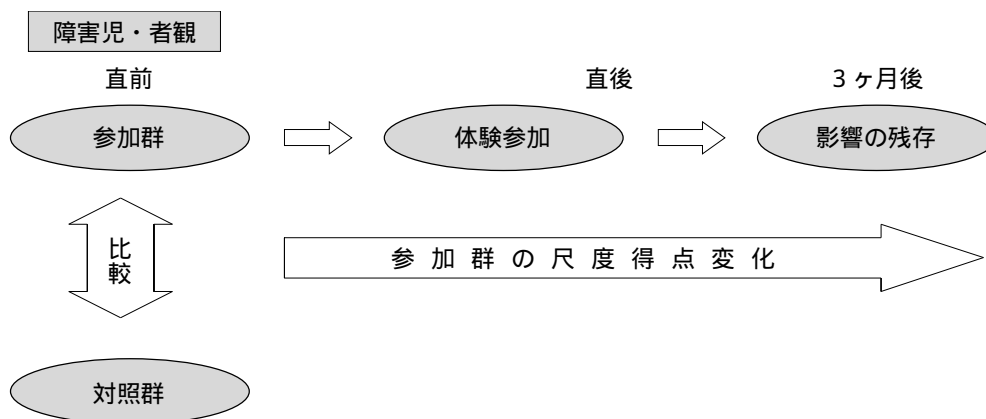 障害児・者観
直前
直後
3ヶ月後
参加群
体験参加
影響の残存
比
較
参加群の尺度得点変化
対照群